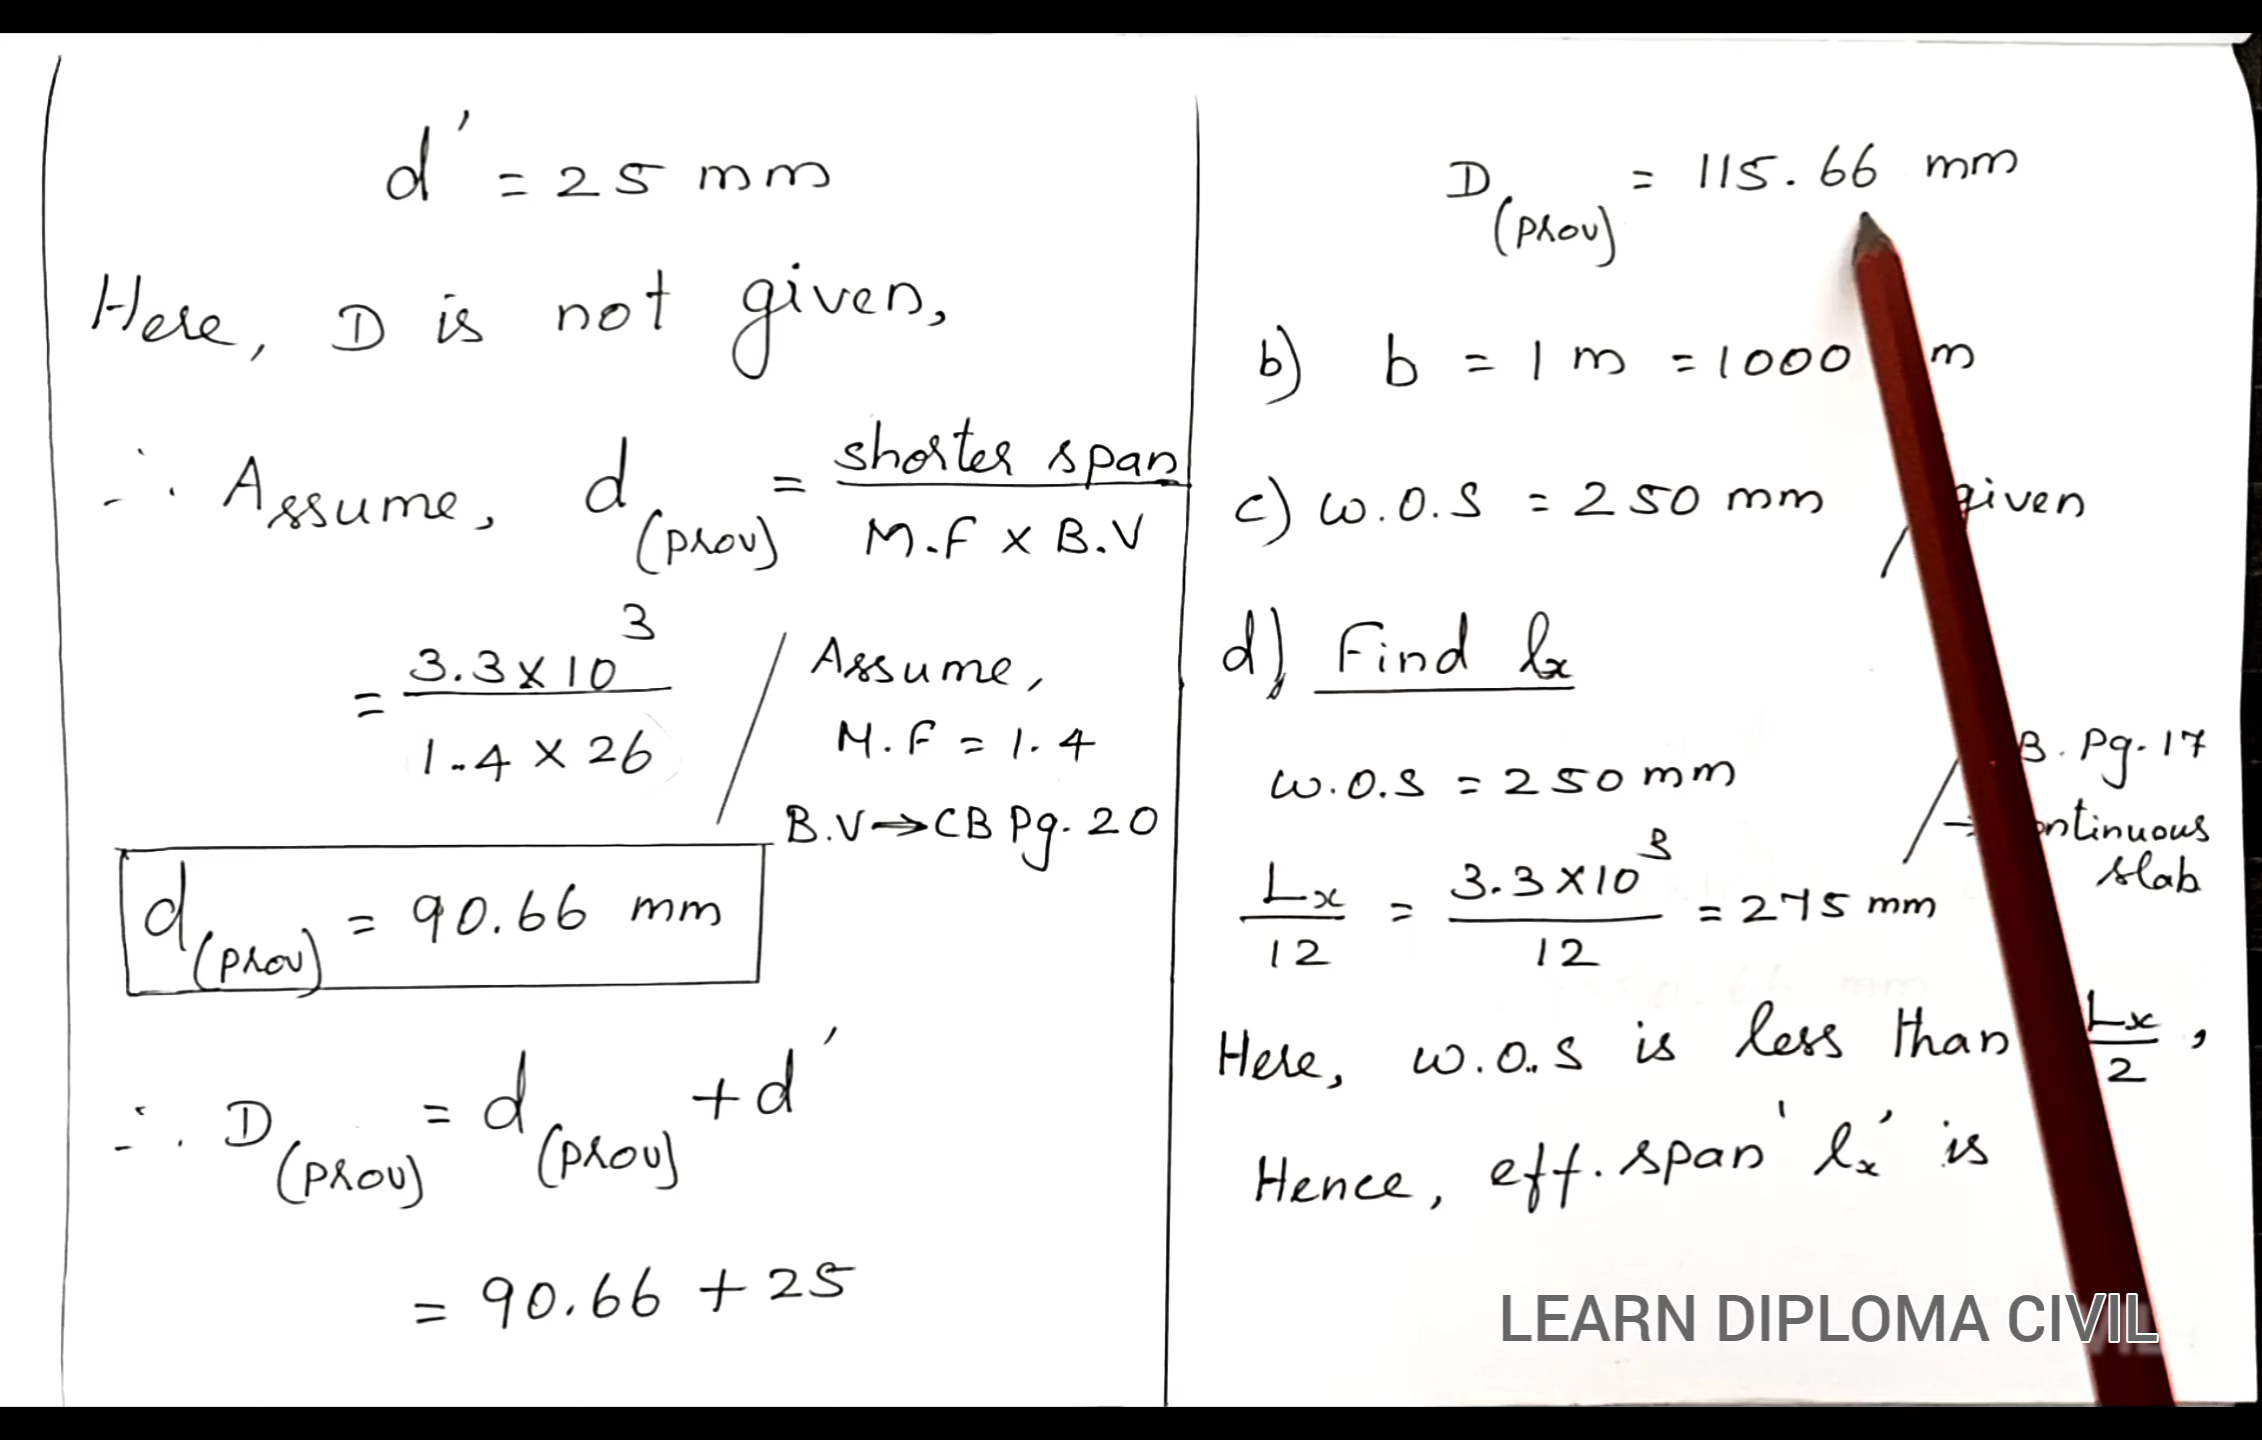 d' = 25 mm
Here, D is not given,
∴ Assume, d(prov) = shorter span / M.F x B.V
= 3.3 x 10³ / 1.4 x 26
Assume,
M.F = 1.4
B.V → CB Pg. 20
d(prov) = 90.66 mm
∴ D(prov) = d(prov) + d'
= 90.66 + 25
D(prov) = 115.66 mm
b) b = 1 m = 1000 m
c) W.O.S = 250 mm / given
d) Find lx
W.O.S = 250 mm
B. Pg. 17
→ ontinuous
slab
Lx / 12 = 3.3 x 10³ / 12 = 275 mm
Here, W.O.S is less than Lx / 2 ,
Hence, eff. span 'lx' is
LEARN DIPLOMA CIVIL